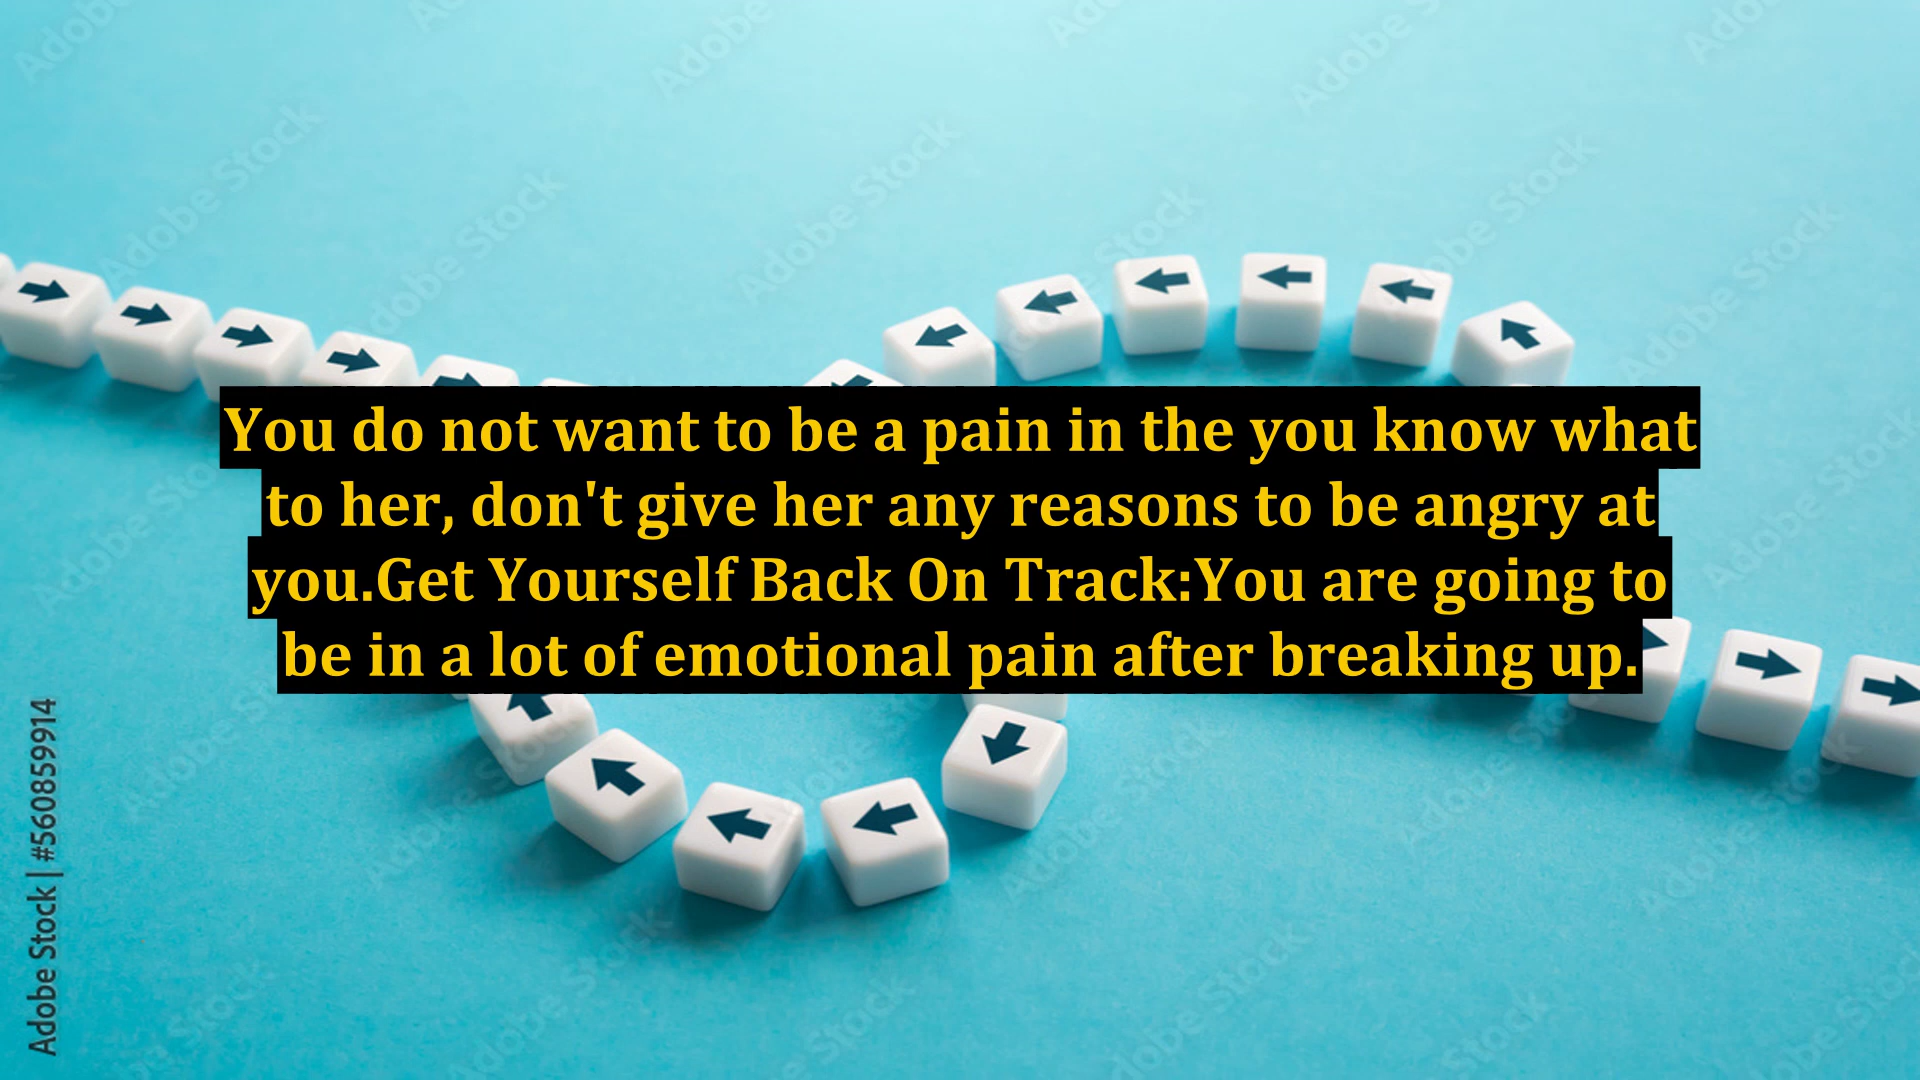 You do not want to be a pain in the you know what
to her, don't give her any reasons to be angry at
you.Get Yourself Back On Track:You are going to
be in a lot of emotional pain after breaking up.
Adobe Stock | #560859914
Adobe Stock